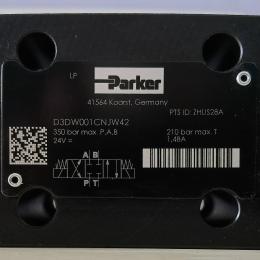 LP
Parker
41564 Kaarst, Germany
PTS ID: ZHUS28A
D3DW001CNJW42
350 bar max. P,A,B
210 bar max. T
24V =
1,48A
A B
P T